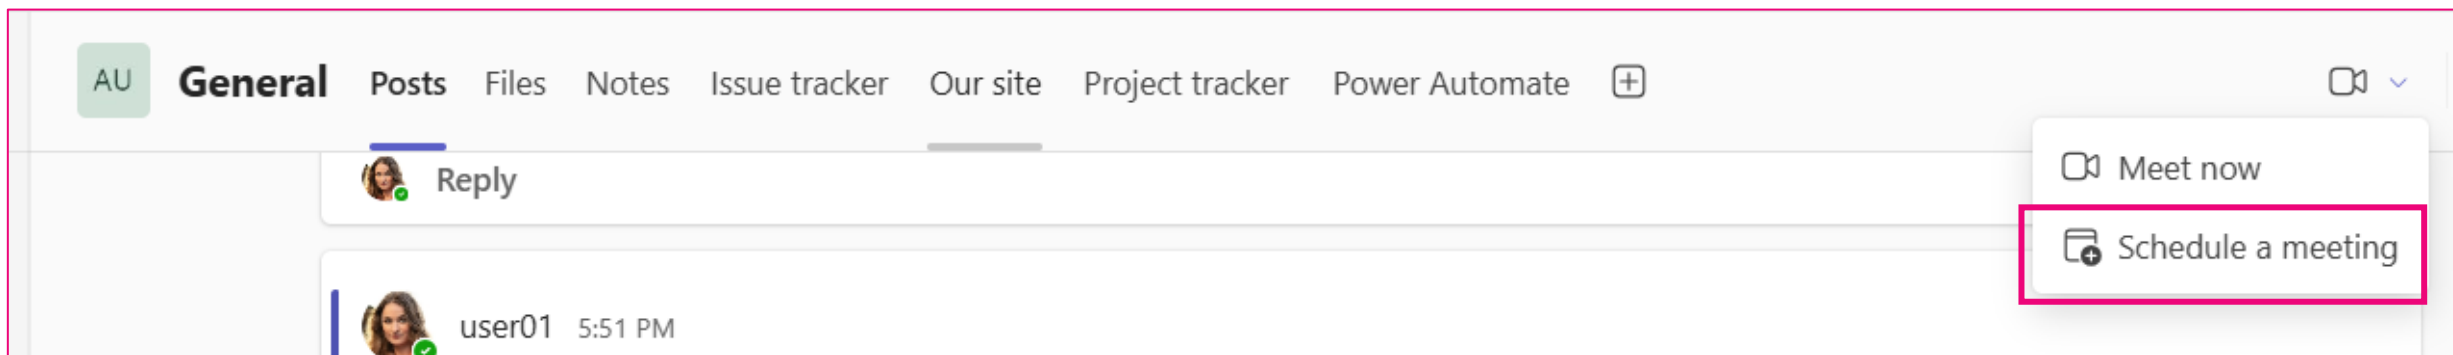 AU General Posts Files Notes Issue tracker Our site Project tracker Power Automate
Meet now
Reply
Schedule a meeting
user01 5:51 PM